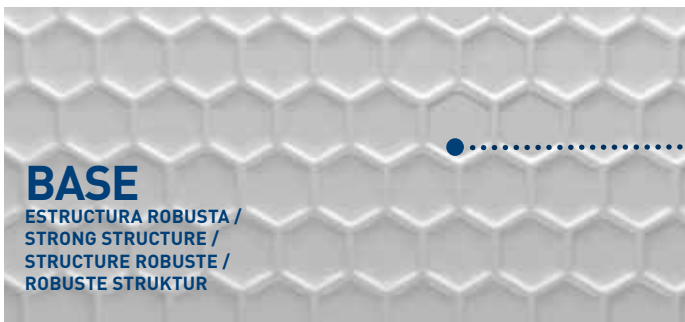 BASE
ESTRUCTURA ROBUSTA /
STRONG STRUCTURE /
STRUCTURE ROBUSTE /
ROBUSTE STRUKTUR